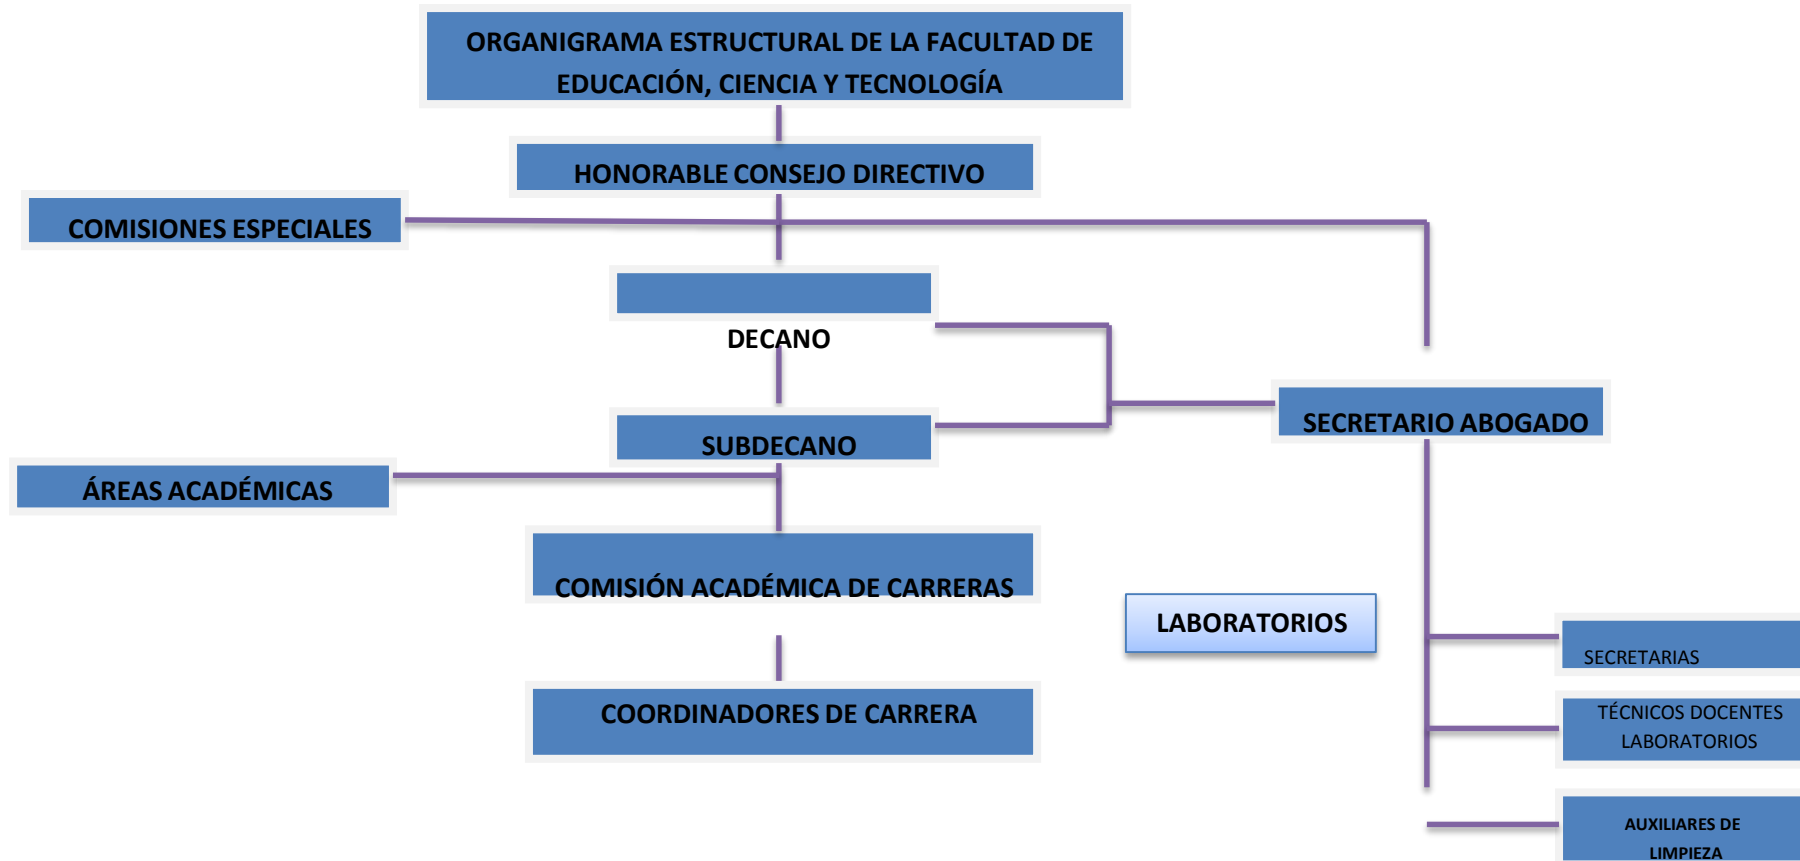 ORGANIGRAMA ESTRUCTURAL DE LA FACULTAD DE
EDUCACIÓN, CIENCIA Y TECNOLOGÍA
HONORABLE CONSEJO DIRECTIVO
COMISIONES ESPECIALES
DECANO
SECRETARIO ABOGADO
SUBDECANO
ÁREAS ACADÉMICAS
COMISIÓN ACADÉMICA DE CARRERAS
LABORATORIOS
SECRETARIAS
COORDINADORES DE CARRERA
TÉCNICOS DOCENTES
LABORATORIOS
AUXILIARES DE
LIMPIEZA